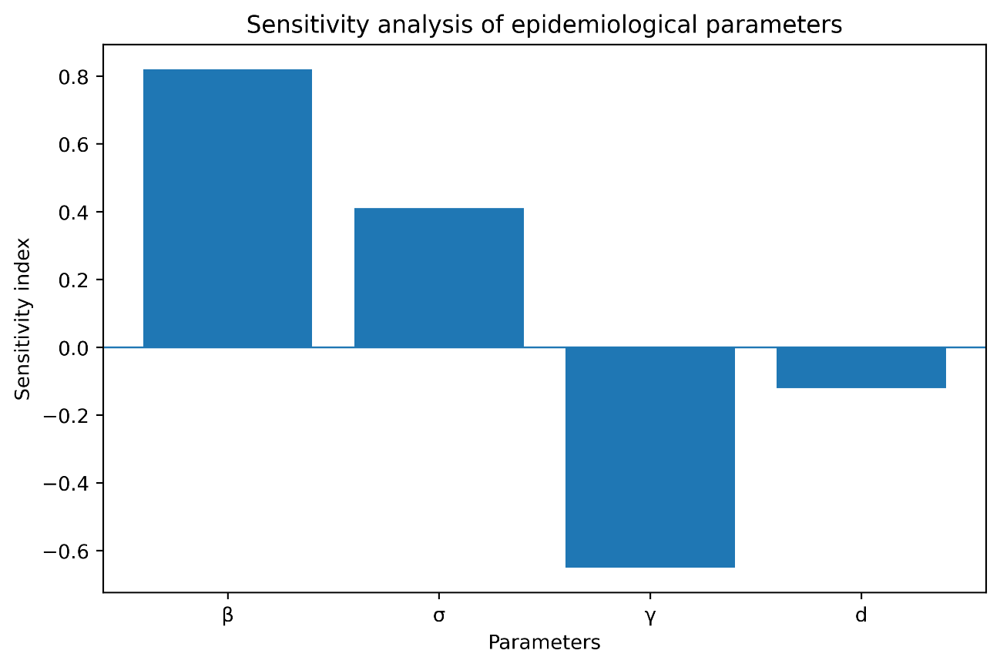 Sensitivity analysis of epidemiological parameters
Sensitivity index
0.8
0.6
0.4
0.2
0.0
−0.2
−0.4
−0.6
β
σ
γ
d
Parameters